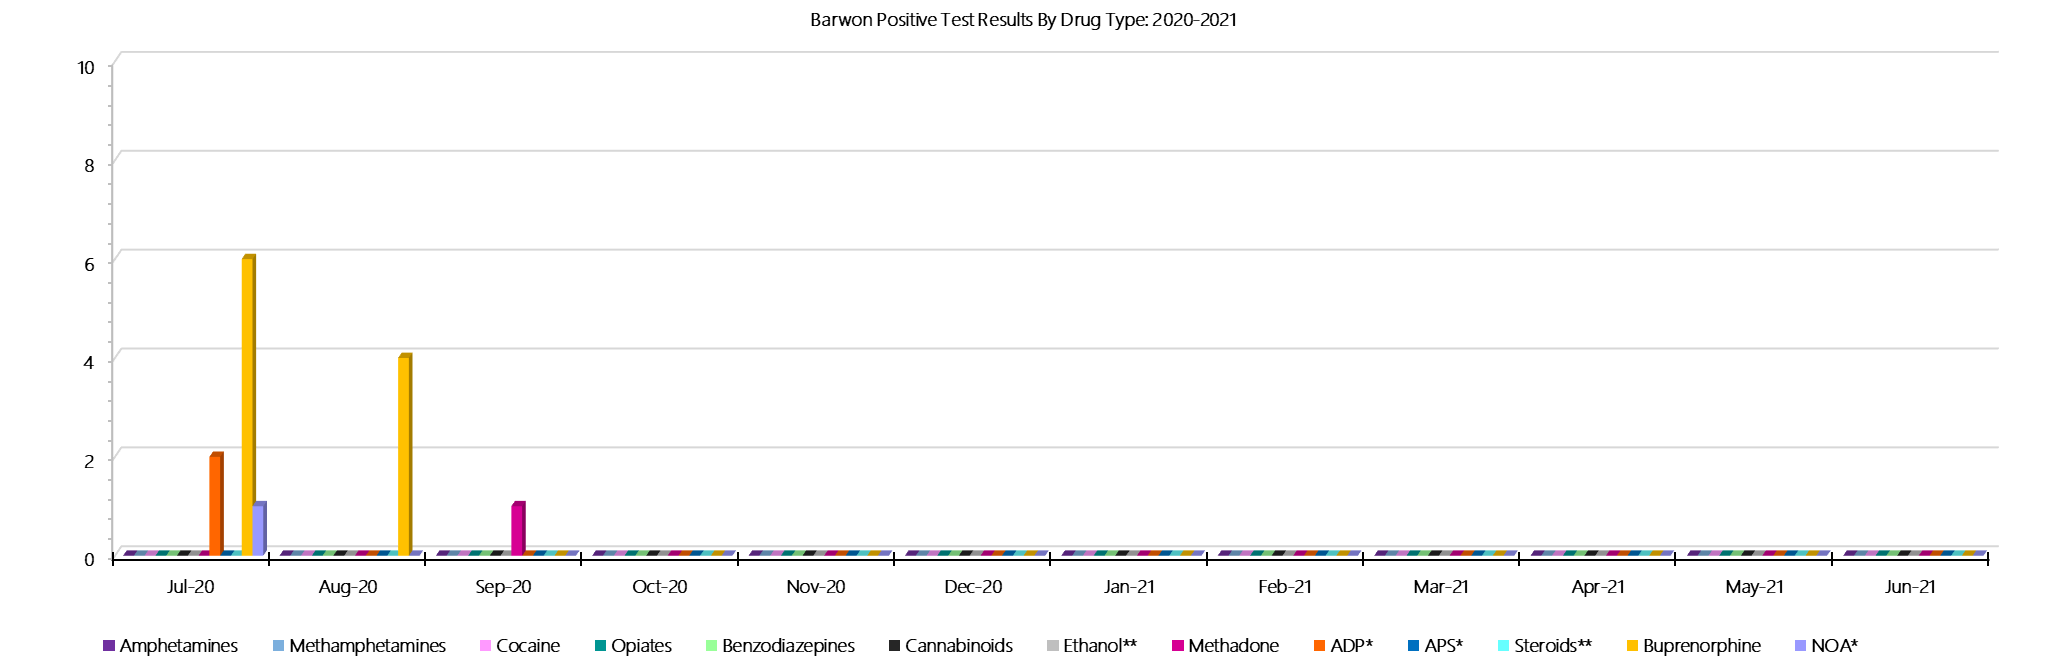 Barwon Positive Test Results By Drug Type: 2020-2021
10
8
6
4
2
0
Jul-20 Aug-20 Sep-20 Oct-20 Nov-20 Dec-20 Jan-21 Feb-21 Mar-21 Apr-21 May-21 Jun-21
Amphetamines Methamphetamines Cocaine Opiates Benzodiazepines Cannabinoids Ethanol** Methadone ADP* APS* Steroids** Buprenorphine NOA*